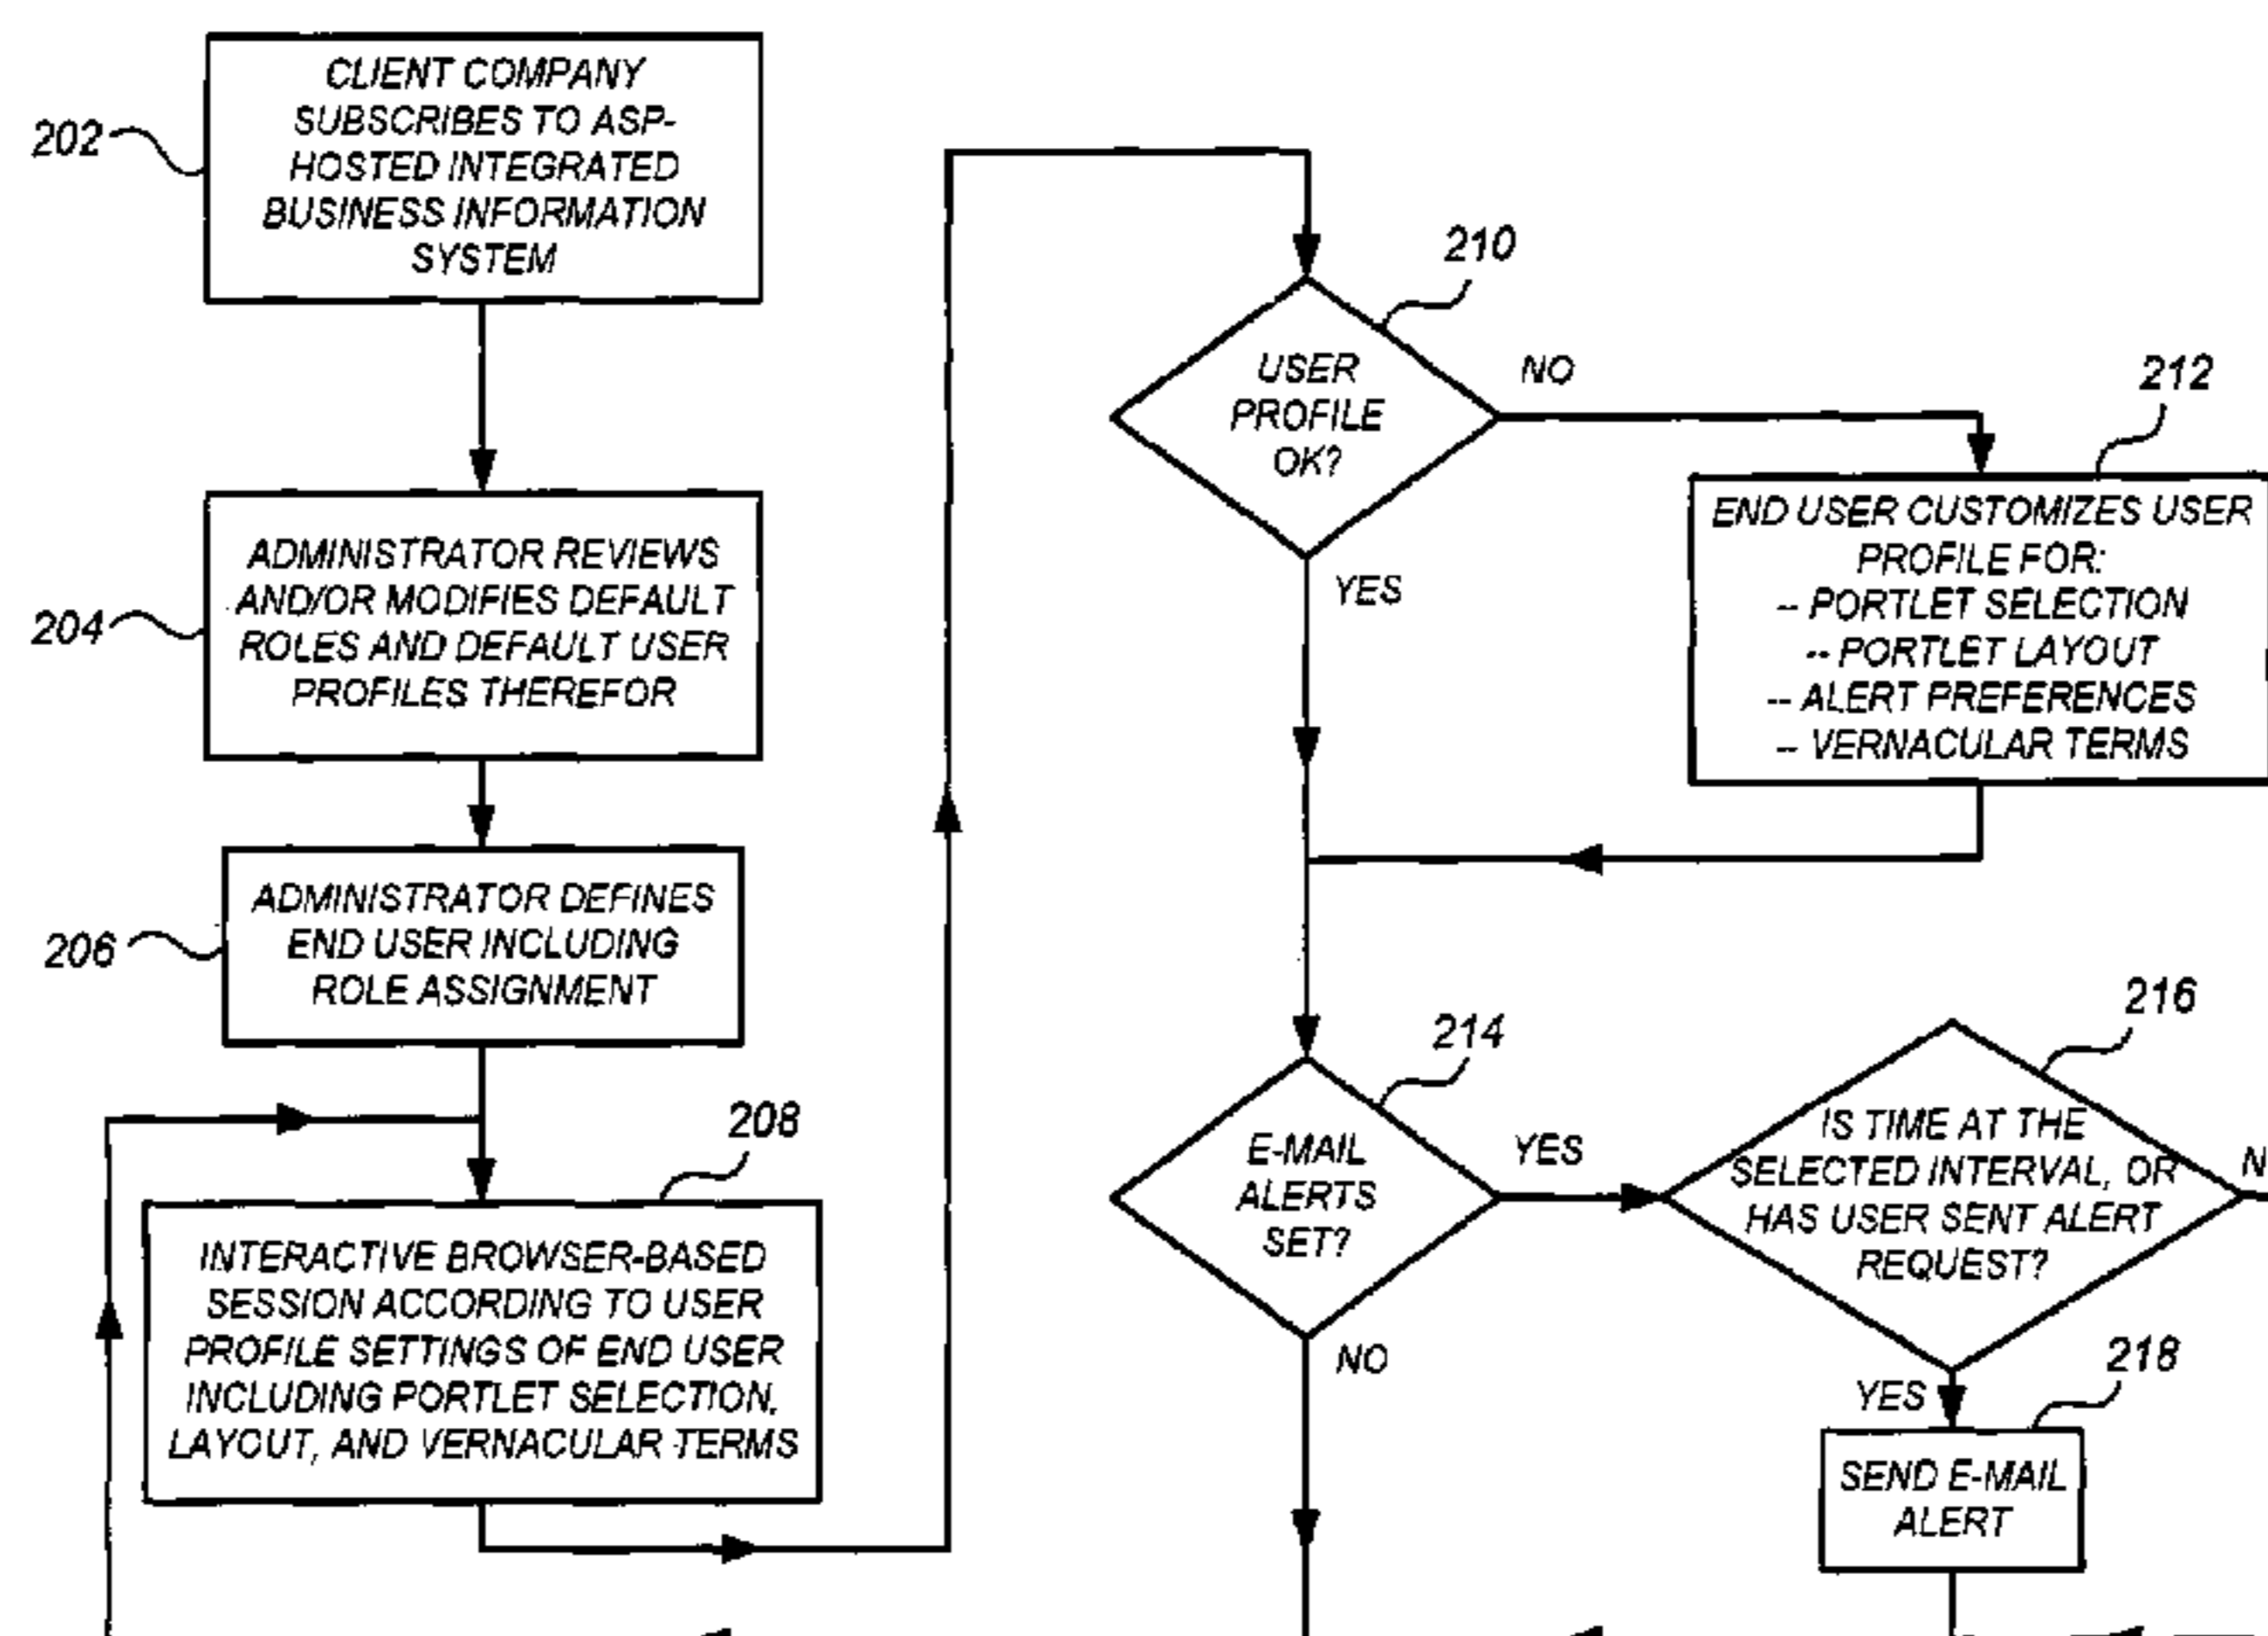 202
CLIENT COMPANY
SUBSCRIBES TO ASP-
HOSTED INTEGRATED
BUSINESS INFORMATION
SYSTEM
204
ADMINISTRATOR REVIEWS
AND/OR MODIFIES DEFAULT
ROLES AND DEFAULT USER
PROFILES THEREFOR
206
ADMINISTRATOR DEFINES
END USER INCLUDING
ROLE ASSIGNMENT
208
INTERACTIVE BROWSER-BASED
SESSION ACCORDING TO USER
PROFILE SETTINGS OF END USER
INCLUDING PORTLET SELECTION,
LAYOUT, AND VERNACULAR TERMS
210
USER
PROFILE
OK?
NO
YES
212
END USER CUSTOMIZES USER
PROFILE FOR:
-- PORTLET SELECTION
-- PORTLET LAYOUT
-- ALERT PREFERENCES
-- VERNACULAR TERMS
214
E-MAIL
ALERTS
SET?
YES
NO
216
IS TIME AT THE
SELECTED INTERVAL, OR
HAS USER SENT ALERT
REQUEST?
YES
218
SEND E-MAIL
ALERT